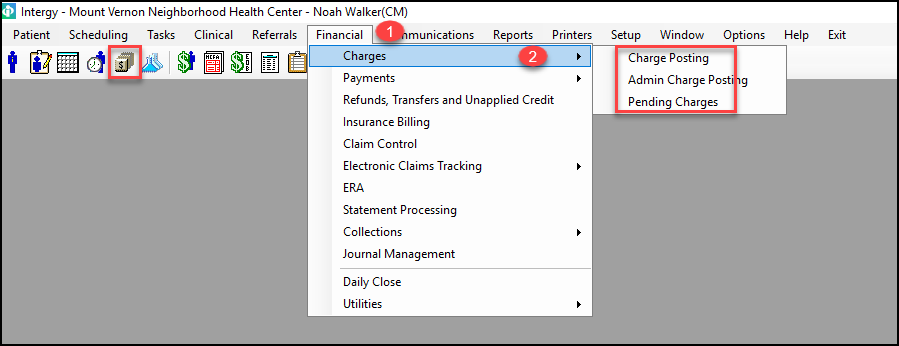 Intergy - Mount Vernon Neighborhood Health Center - Noah Walker(CM)
Patient Scheduling Tasks Clinical Referrals Financial 1 mmunications Reports Printers Setup Window Options Help Exit
Charges 2
Payments
Refunds, Transfers and Unapplied Credit
Insurance Billing
Claim Control
Electronic Claims Tracking
ERA
Statement Processing
Collections
Journal Management
Daily Close
Utilities
Charge Posting
Admin Charge Posting
Pending Charges